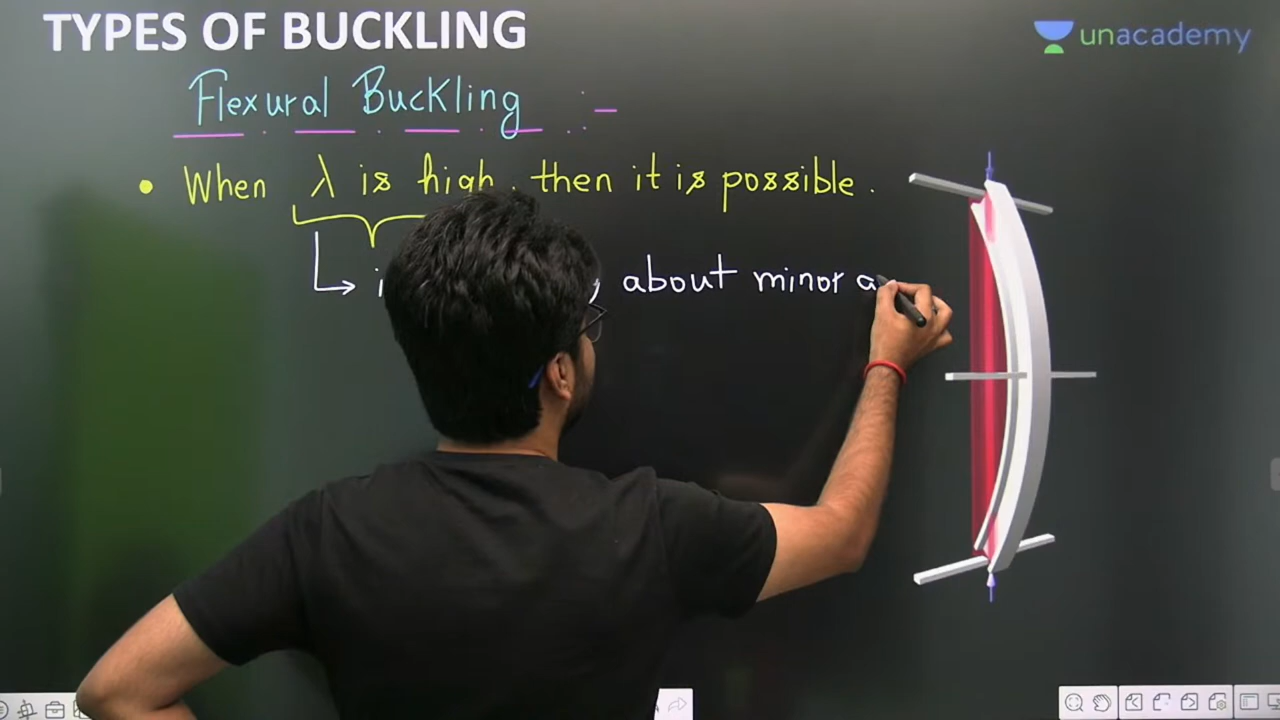 TYPES OF BUCKLING
unacademy
Flexural Buckling :-
• When λ is high, then it is possible.
about minor